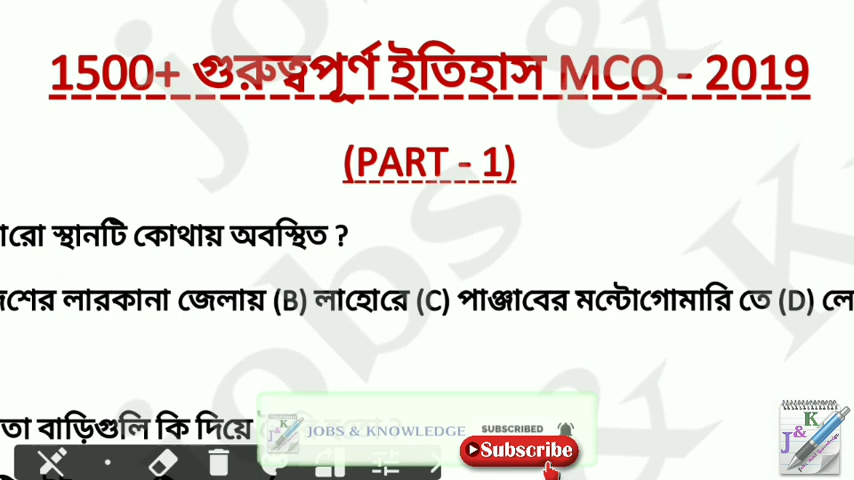 1500+ গুরুত্বপূর্ণ ইতিহাস MCQ - 2019
(PART - 1)
ারো স্থানটি কোথায় অবস্থিত ?
শের লারকানা জেলায় (B) লাহোরে (C) পাঞ্জাবের মন্টোগোমারি তে (D) লো
তা বাড়িগুলি কি দিয়ে
JOBS & KNOWLEDGE
SUBSCRIBED
Subscribe